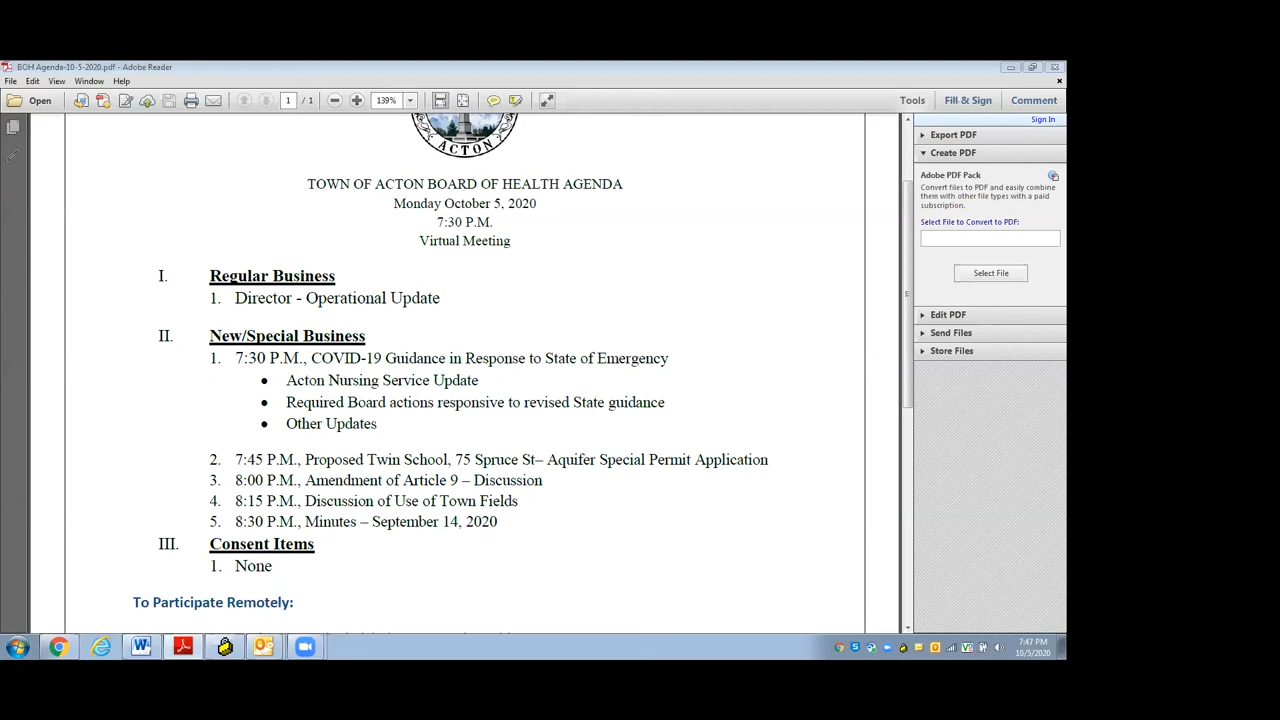 BOH Agenda-10-5-2020.pdf - Adobe Reader
File Edit View Window Help
Open 1 / 1 139% Tools Fill & Sign Comment
Sign In
Export PDF
Create PDF
Adobe PDF Pack
Convert files to PDF and easily combine
them with other file types with a paid
subscription.
Select File to Convert to PDF:
Select File
Edit PDF
Send Files
Store Files
ACTON
TOWN OF ACTON BOARD OF HEALTH AGENDA
Monday October 5, 2020
7:30 P.M.
Virtual Meeting
I. Regular Business
1. Director - Operational Update
II. New/Special Business
1. 7:30 P.M., COVID-19 Guidance in Response to State of Emergency
• Acton Nursing Service Update
• Required Board actions responsive to revised State guidance
• Other Updates
2. 7:45 P.M., Proposed Twin School, 75 Spruce St– Aquifer Special Permit Application
3. 8:00 P.M., Amendment of Article 9 – Discussion
4. 8:15 P.M., Discussion of Use of Town Fields
5. 8:30 P.M., Minutes – September 14, 2020
III. Consent Items
1. None
To Participate Remotely:
7:47 PM
10/5/2020